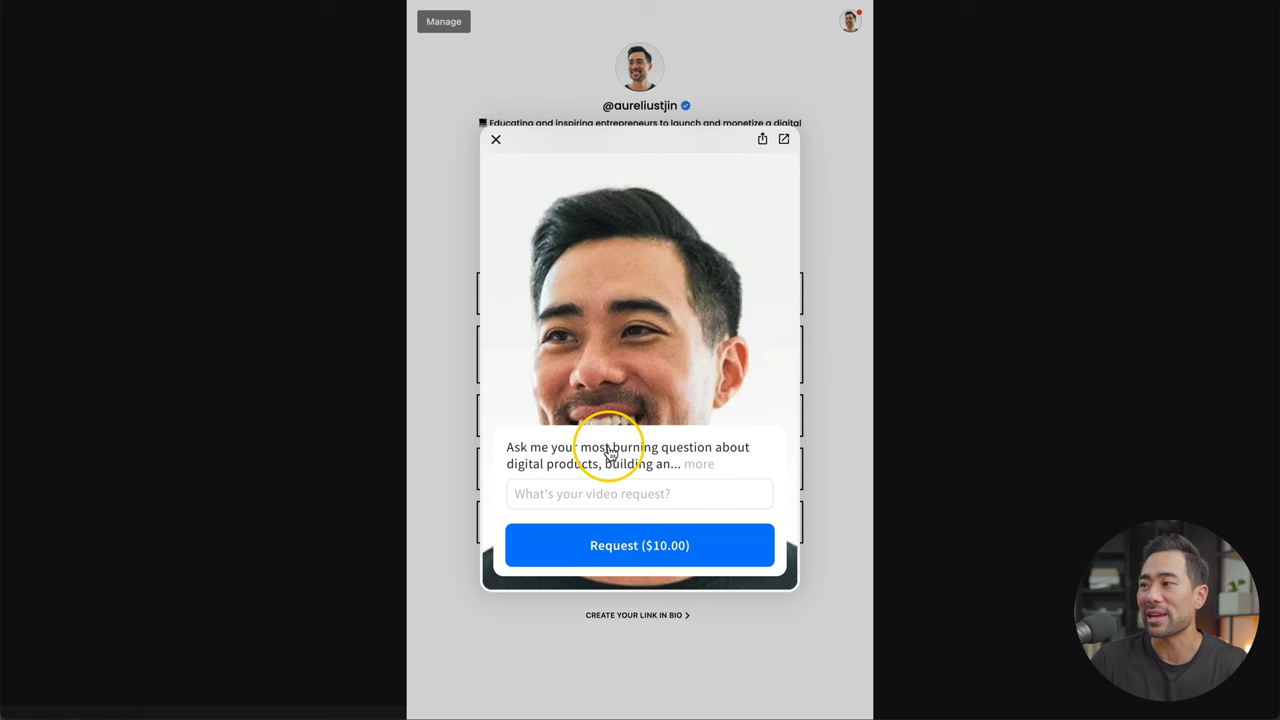 Manage
@aureliustjin
Educating and inspiring entrepreneurs to launch and monetize a digital
Ask me your most burning question about
digital products, building an... more
What's your video request?
Request ($10.00)
CREATE YOUR LINK IN BIO >